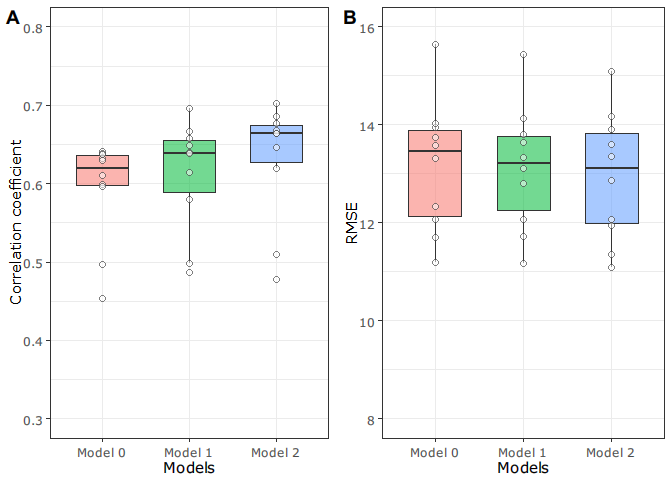 A
Correlation coefficient
0.8
0.7
0.6
0.5
0.4
0.3
Model 0 Model 1 Model 2
Models
B
RMSE
16
14
12
10
8
Model 0 Model 1 Model 2
Models